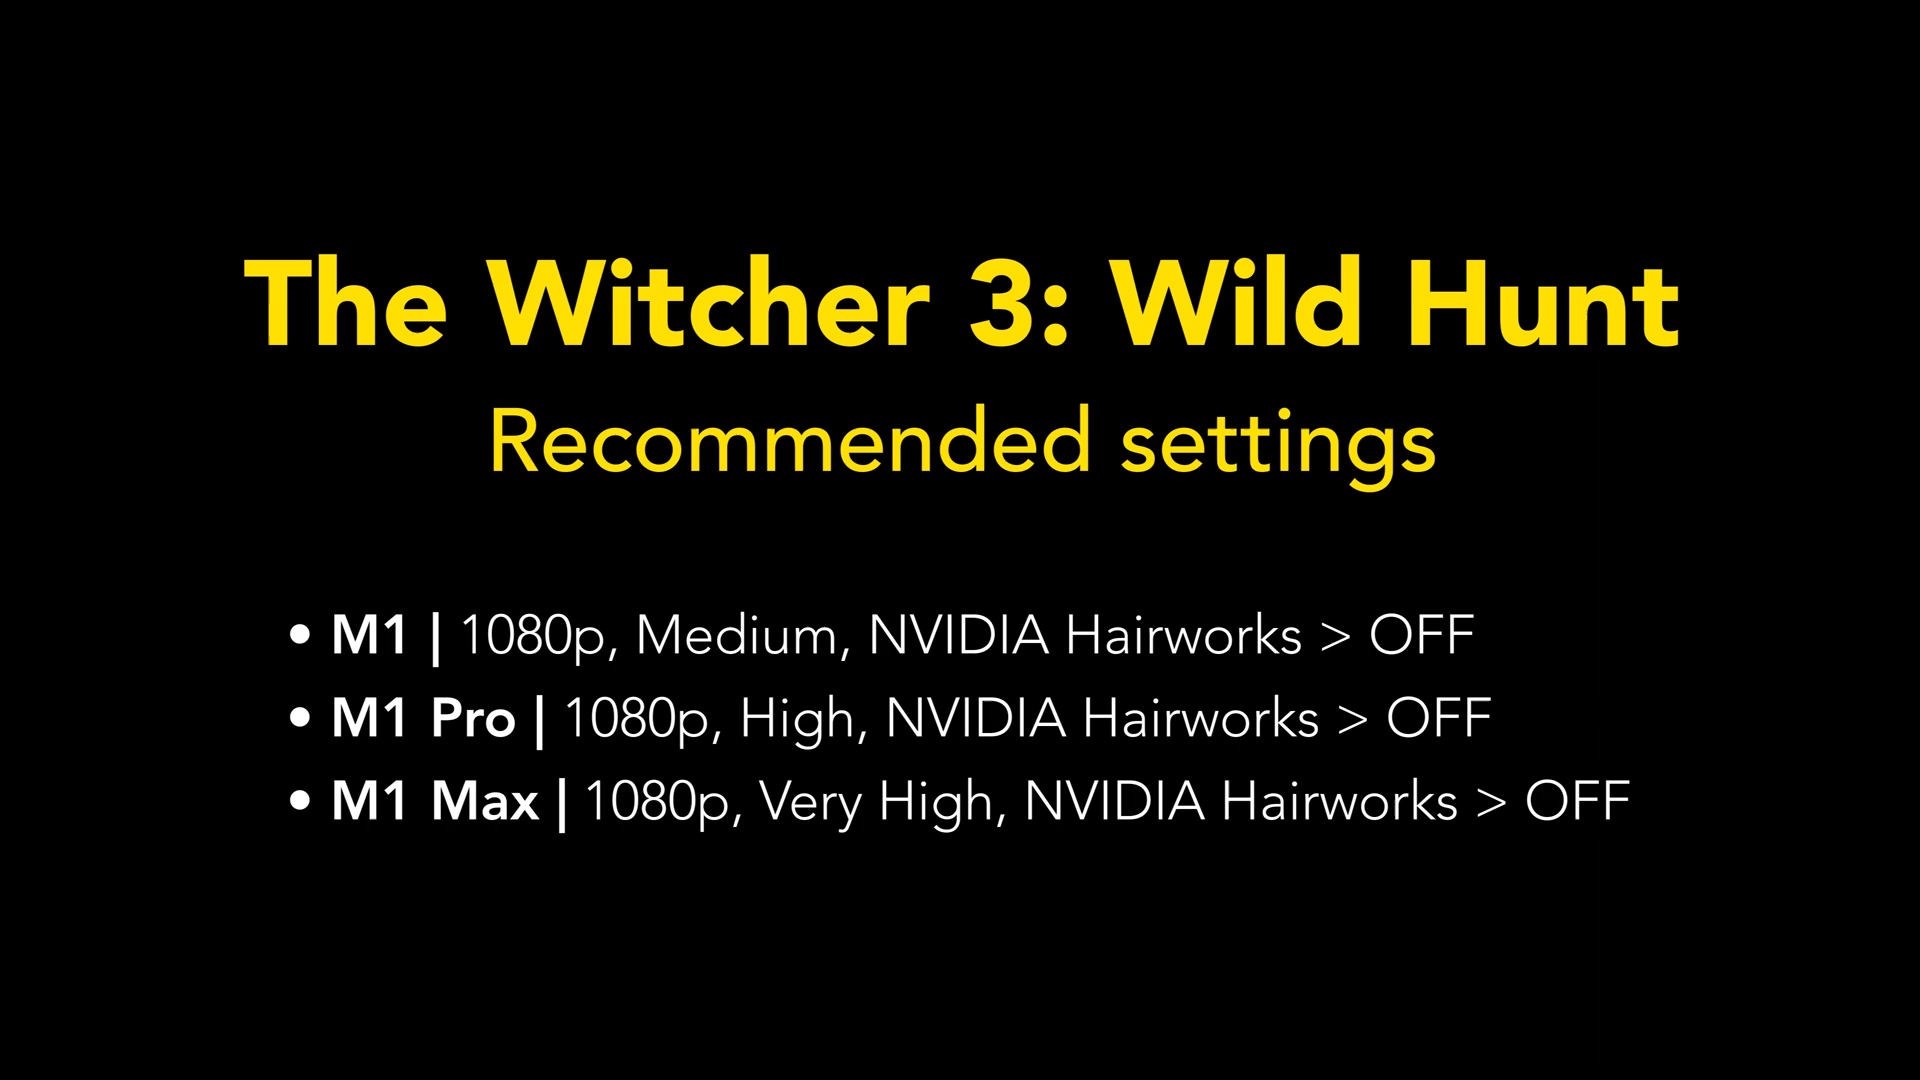 The Witcher 3: Wild Hunt
Recommended settings
• M1 | 1080p, Medium, NVIDIA Hairworks > OFF
• M1 Pro | 1080p, High, NVIDIA Hairworks > OFF
• M1 Max | 1080p, Very High, NVIDIA Hairworks > OFF